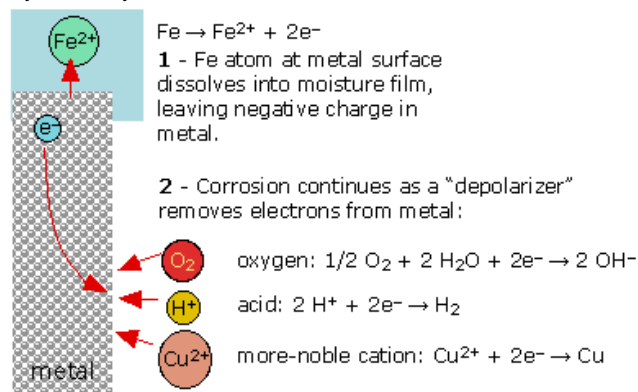 Fe²⁺
Fe → Fe²⁺ + 2e⁻
1 - Fe atom at metal surface
dissolves into moisture film,
leaving negative charge in
metal.
e⁻
2 - Corrosion continues as a “depolarizer”
removes electrons from metal:
O₂
oxygen: 1/2 O₂ + 2 H₂O + 2e⁻ → 2 OH⁻
H⁺
acid: 2 H⁺ + 2e⁻ → H₂
Cu²⁺
more-noble cation: Cu²⁺ + 2e⁻ → Cu
metal